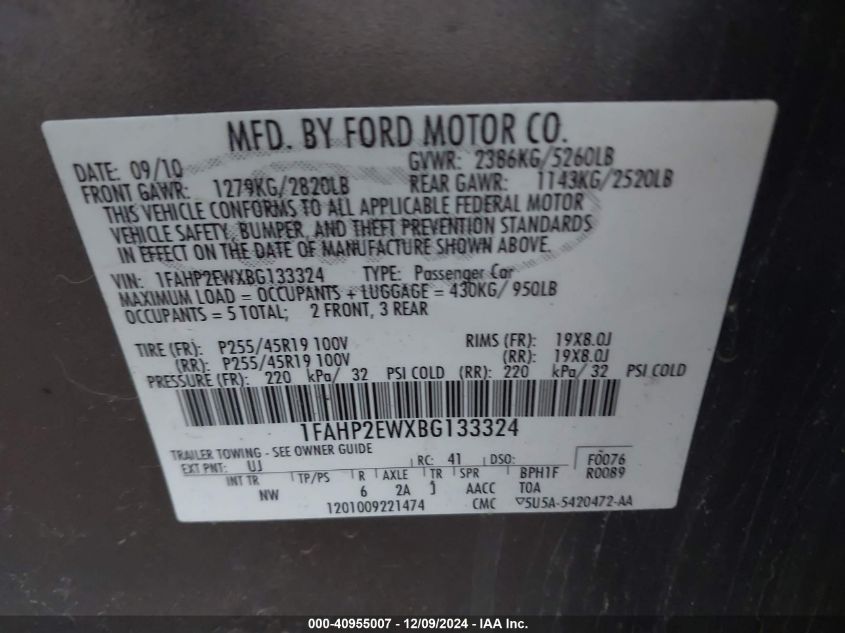 MFD. BY FORD MOTOR CO.
DATE: 09/10 GVWR: 2386KG/5260LB
FRONT GAWR: 1279KG/2820LB REAR GAWR: 1143KG/2520LB
THIS VEHICLE CONFORMS TO ALL APPLICABLE FEDERAL MOTOR
VEHICLE SAFETY, BUMPER, AND THEFT PREVENTION STANDARDS
IN EFFECT ON THE DATE OF MANUFACTURE SHOWN ABOVE.
VIN: 1FAHP2EWXBG133324 TYPE: Passenger Car
MAXIMUM LOAD = OCCUPANTS + LUGGAGE = 430KG/ 950LB
OCCUPANTS = 5 TOTAL; 2 FRONT, 3 REAR
TIRE (FR): P255/45R19 100V RIMS (FR): 19X8.0J
(RR): P255/45R19 100V (RR): 19X8.0J
PRESSURE (FR): 220 kPa/ 32 PSI COLD (RR): 220 kPa/ 32 PSI COLD
1FAHP2EWXBG133324
TRAILER TOWING - SEE OWNER GUIDE
EXT PNT: UJ RC: 41 DSO: F0076
INT TR TP/PS R AXLE TR SPR BPH1F R0089
NW 6 2A J AACC TOA
1201009221474 CMC ▽5U5A-5420472-AA
000-40955007 - 12/09/2024 - IAA Inc.